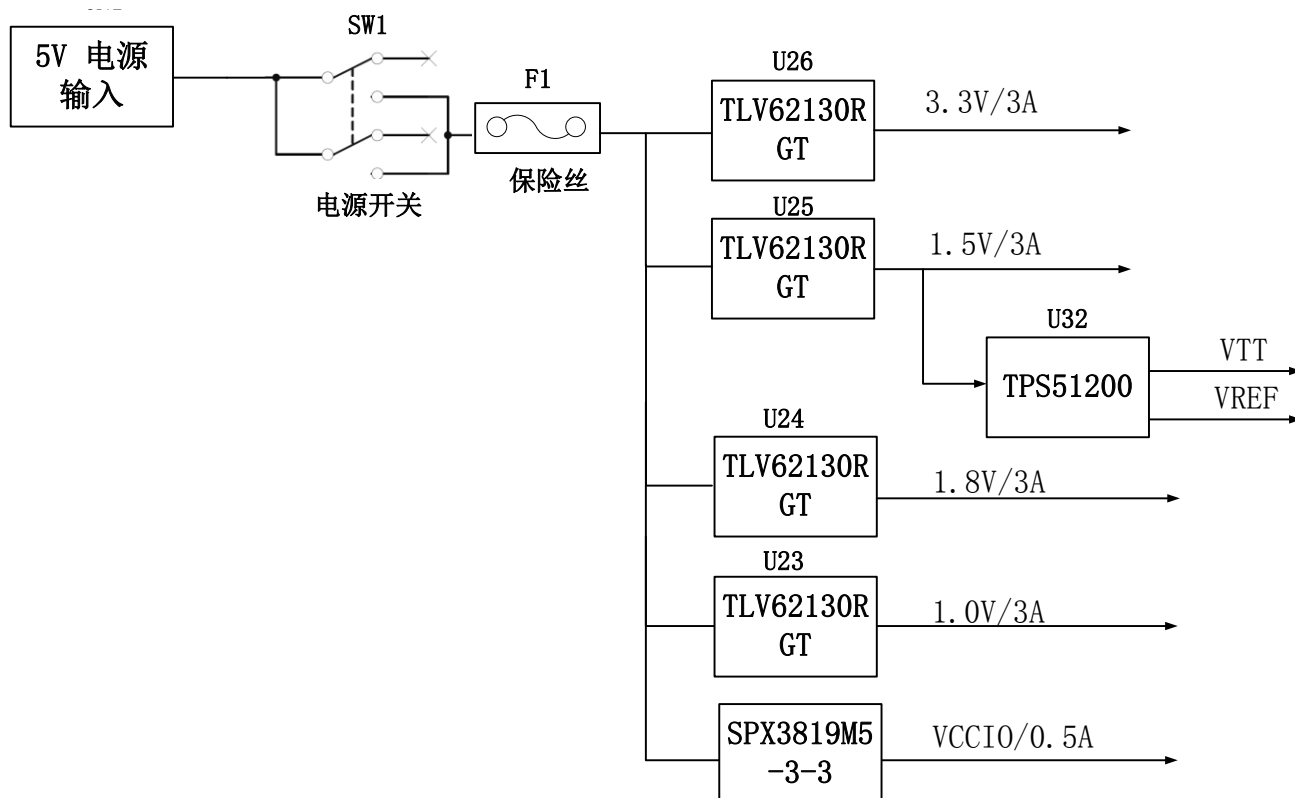 5V 电源
输入
SW1
电源开关
F1
保险丝
U26
TLV62130R
GT
3.3V/3A
U25
TLV62130R
GT
1.5V/3A
U32
TPS51200
VTT
VREF
U24
TLV62130R
GT
1.8V/3A
U23
TLV62130R
GT
1.0V/3A
SPX3819M5
-3-3
VCCIO/0.5A